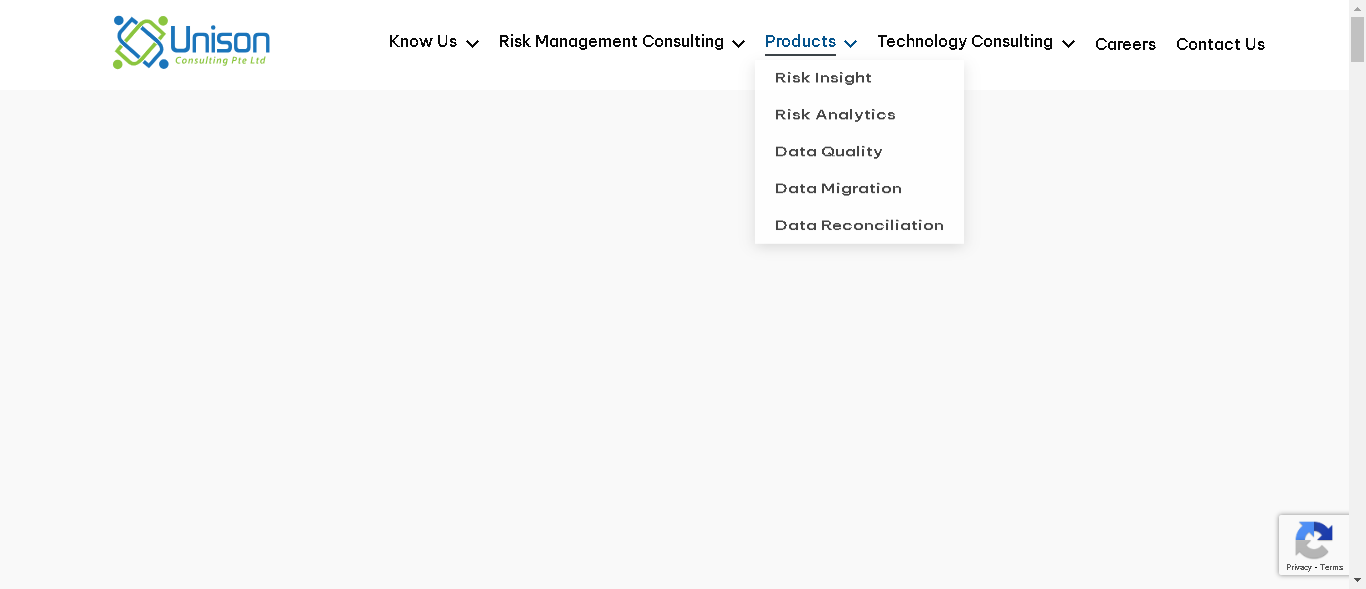 Unison
Consulting Pte Ltd
Know Us
Risk Management Consulting
Products
Technology Consulting
Careers
Contact Us
Risk Insight
Risk Analytics
Data Quality
Data Migration
Data Reconciliation
Privacy - Terms